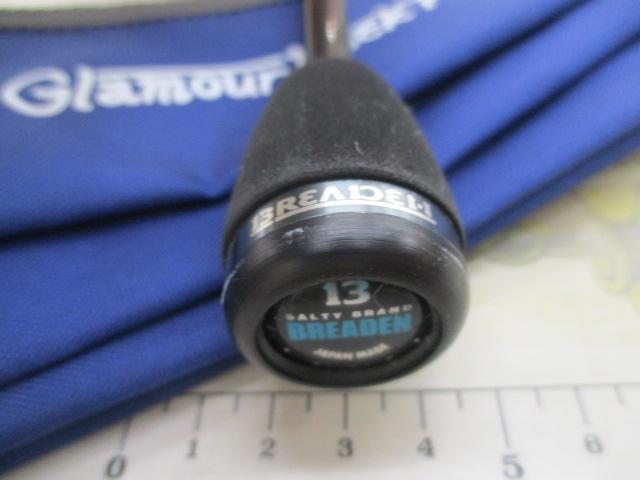 Glamour
BREADEN
13
SALTY BRAND
BREADEN
JAPAN MADE
0 1 2 3 4 5 6